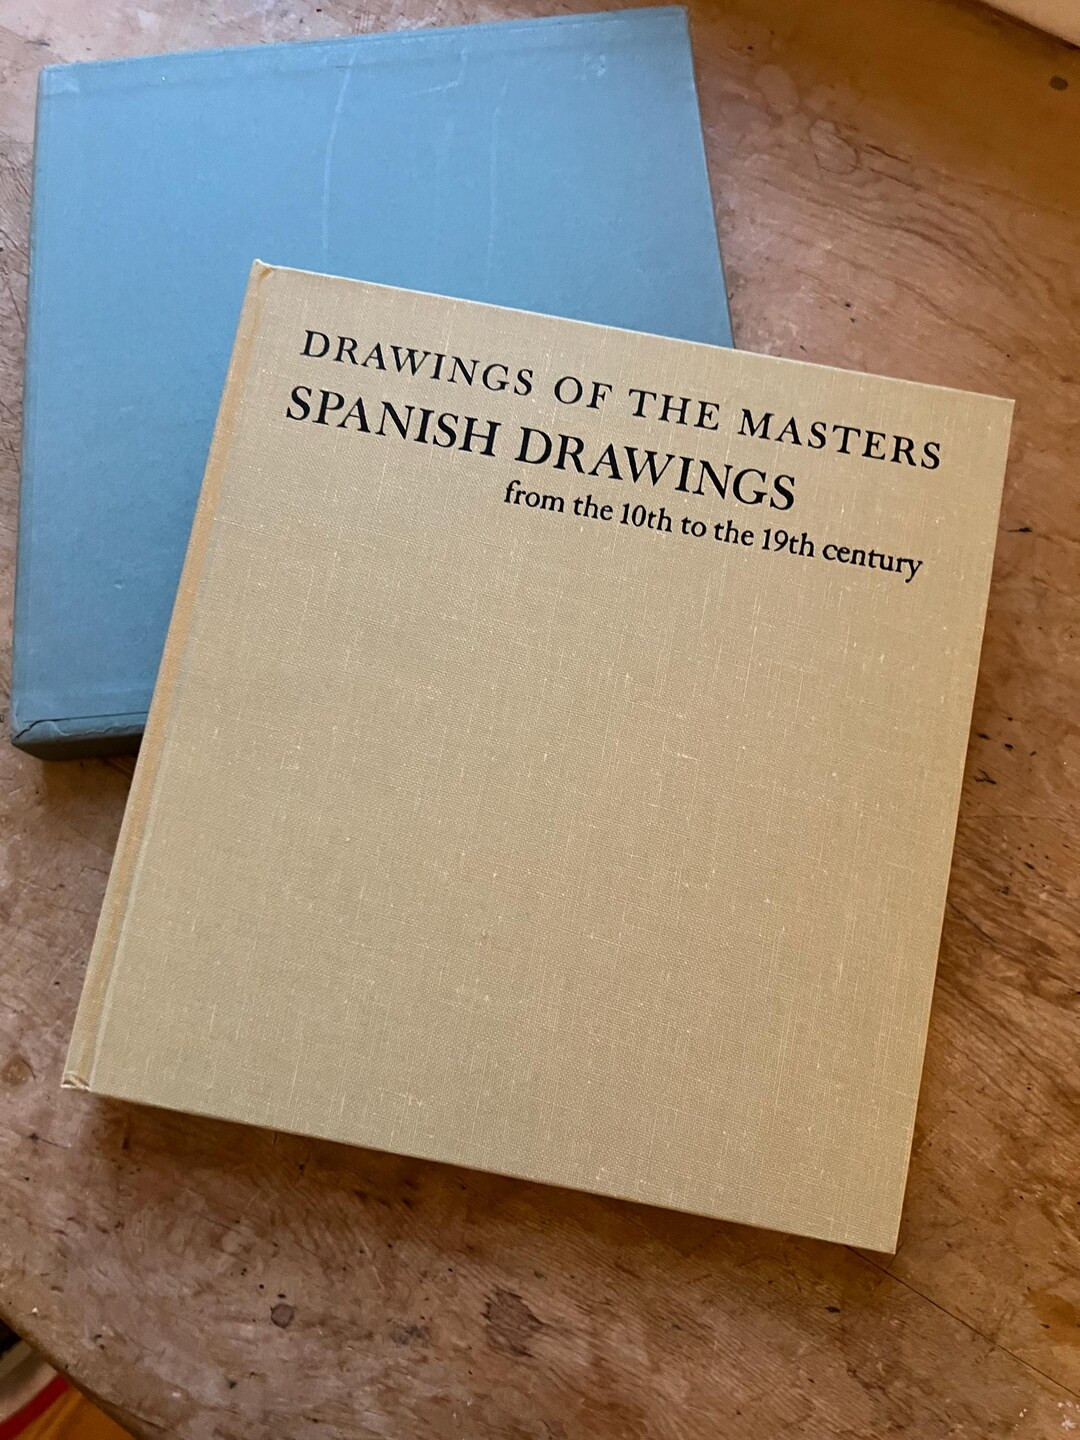 DRAWINGS OF THE MASTERS
SPANISH DRAWINGS
from the 10th to the 19th century